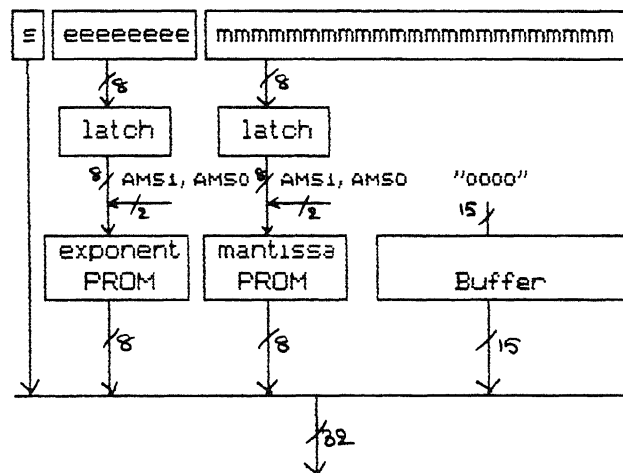 s eeeeeeee mmmmmmmmmmmmmmmmmmmmmmm
8 8
latch latch
8 AMS1, AMS0 8 AMS1, AMS0 "0000"
2 2 15
exponent PROM
mantissa PROM
Buffer
8 8 15
32